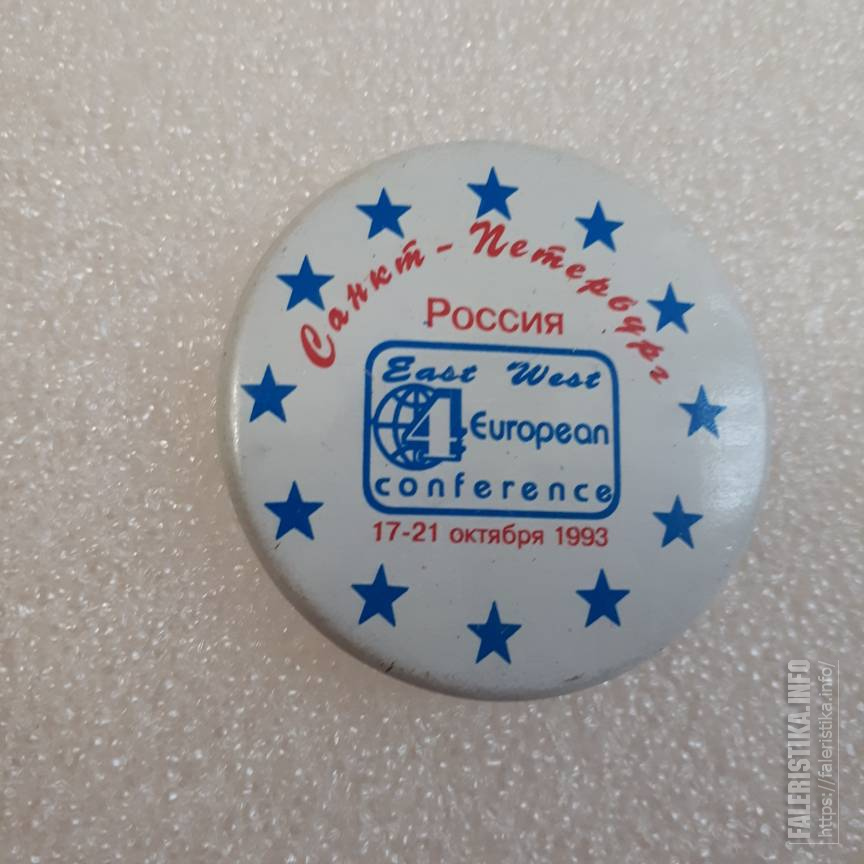 Санкт-Петербург
Россия
East West
4 European
conference
17-21 октября 1993
FALERISTIKA.INFO
https://faleristika.info/